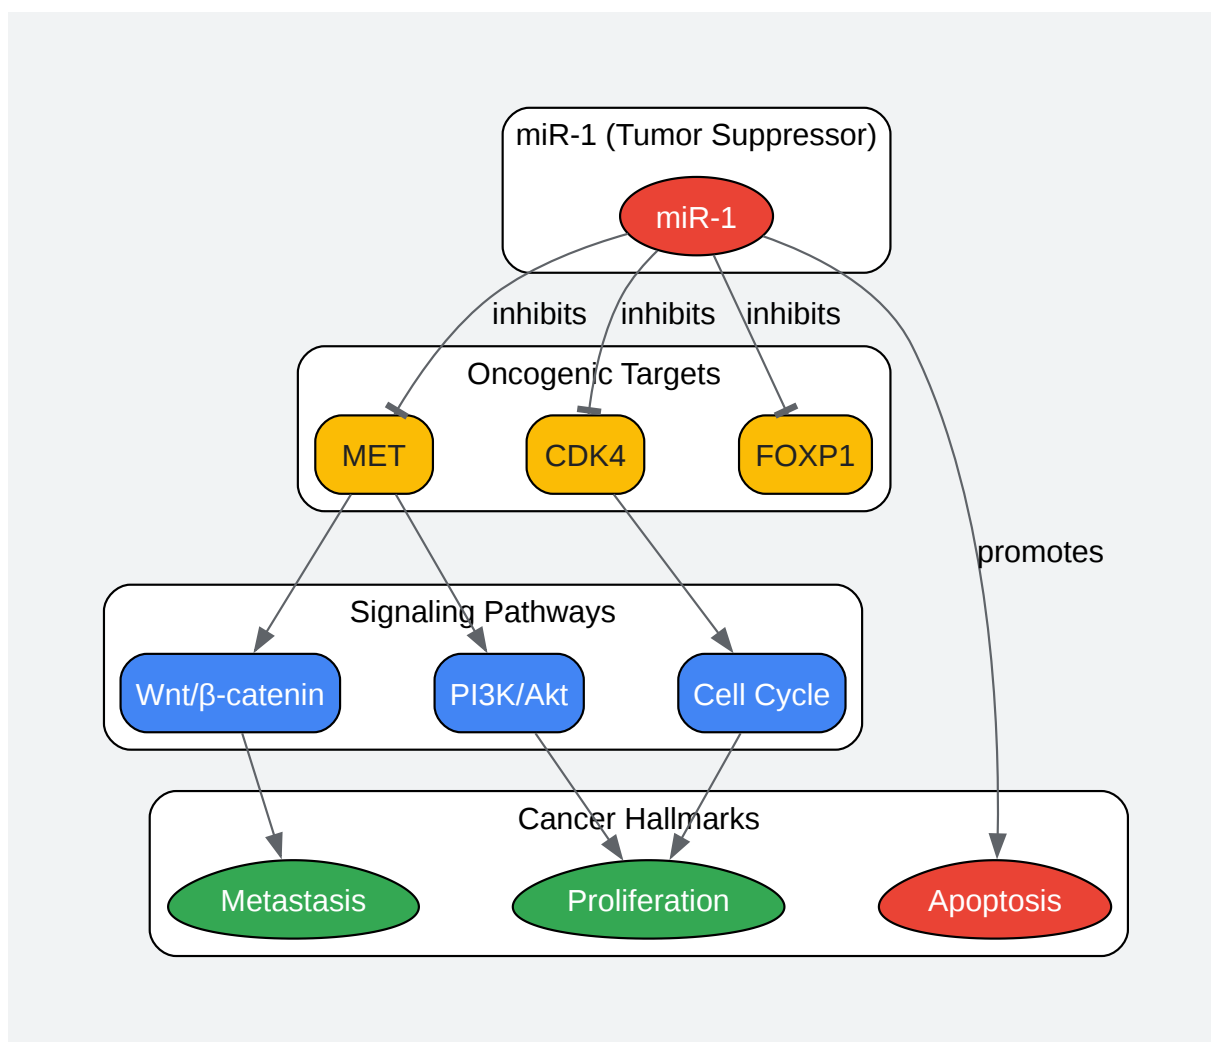 miR-1 (Tumor Suppressor)
miR-1
inhibits inhibits inhibits
Oncogenic Targets
MET CDK4 FOXP1
promotes
Signaling Pathways
Wnt/β-catenin PI3K/Akt Cell Cycle
Cancer Hallmarks
Metastasis Proliferation Apoptosis